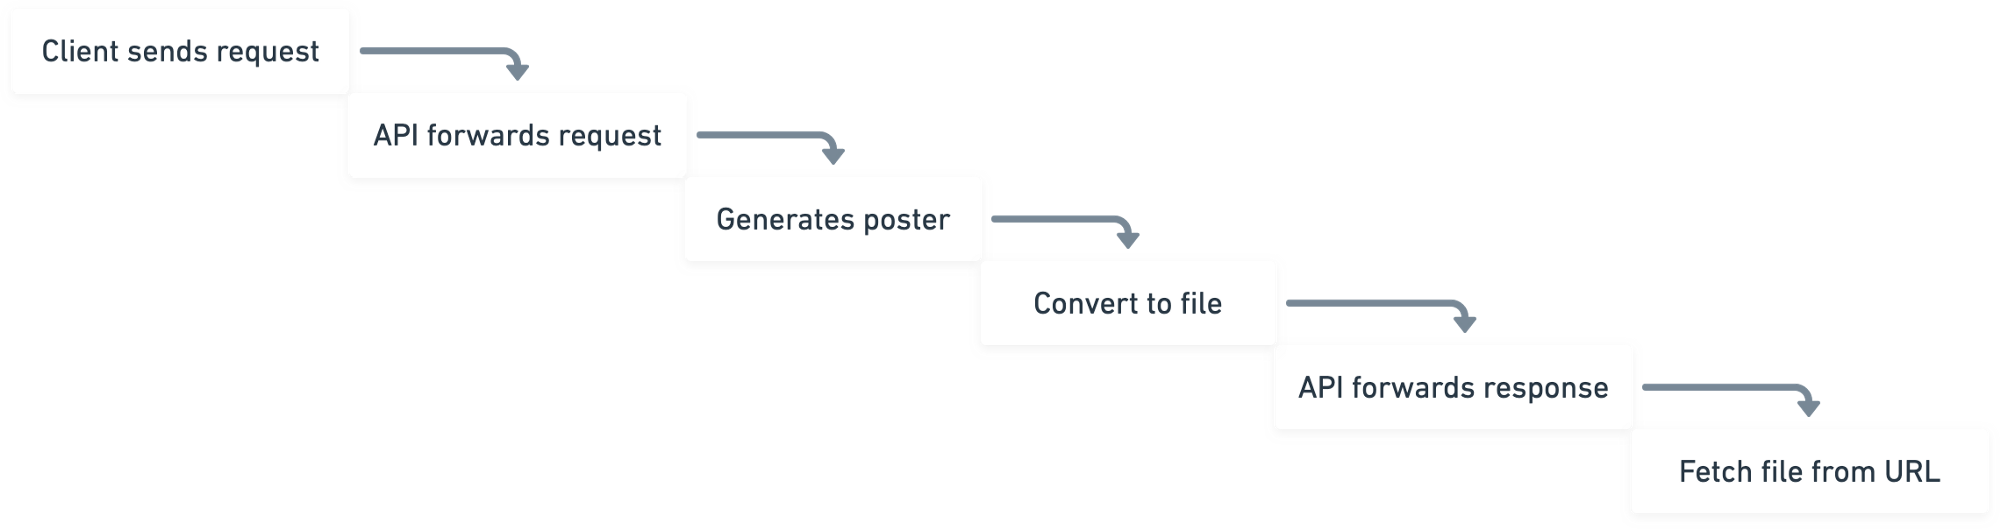 Client sends request
API forwards request
Generates poster
Convert to file
API forwards response
Fetch file from URL